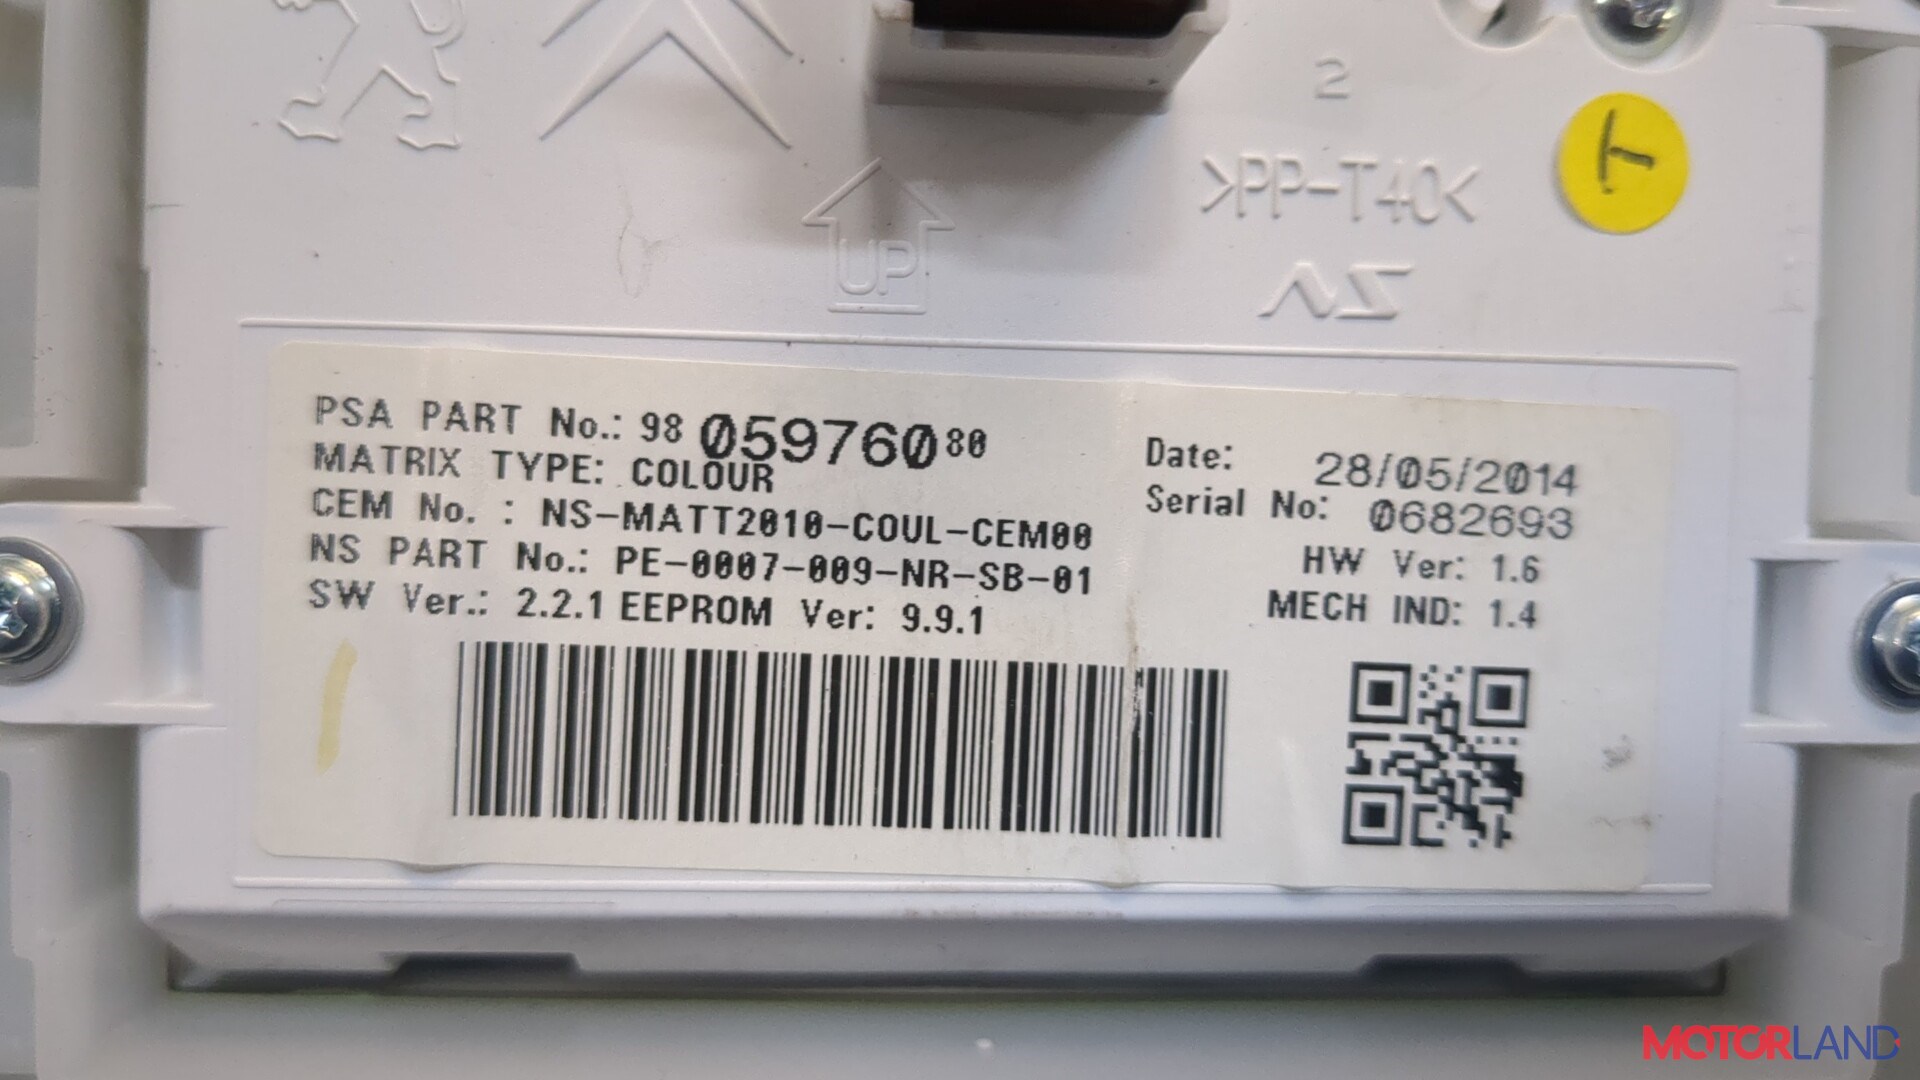 2
>PP-T40<
T
UP
NS
PSA PART No.: 98 059760 80
MATRIX TYPE: COLOUR
CEM No. : NS-MATT2010-COUL-CEM00
NS PART No.: PE-0007-009-NR-SB-01
SW Ver.: 2.2.1 EEPROM Ver: 9.9.1
Date: 28/05/2014
Serial No: 0682693
HW Ver: 1.6
MECH IND: 1.4
MOTORLAND